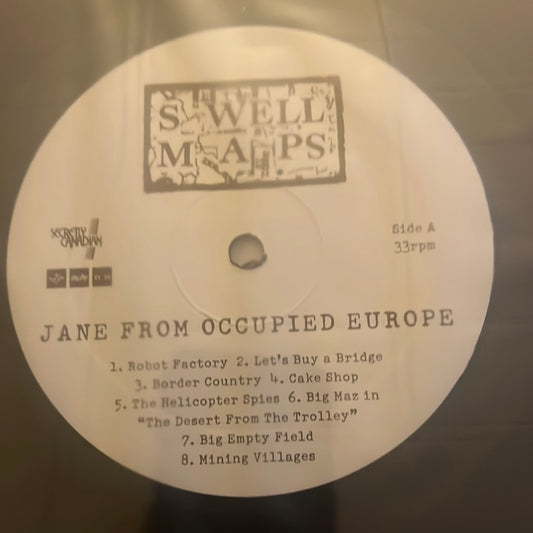 SWELL
MAPS
SECRETLY
CANADIAN
Side A
33rpm
JANE FROM OCCUPIED EUROPE
1. Robot Factory 2. Let's Buy a Bridge
3. Border Country 4. Cake Shop
5. The Helicopter Spies 6. Big Maz in
"The Desert From The Trolley"
7. Big Empty Field
8. Mining Villages